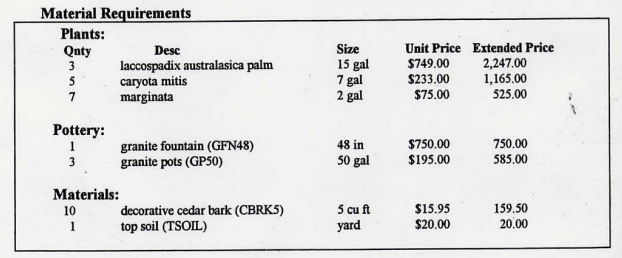 Material Requirements
Plants:
Qnty Desc Size Unit Price Extended Price
3 laccospadix australasica palm 15 gal $749.00 2,247.00
5 caryota mitis 7 gal $233.00 1,165.00
7 marginata 2 gal $75.00 525.00
Pottery:
1 granite fountain (GFN48) 48 in $750.00 750.00
3 granite pots (GP50) 50 gal $195.00 585.00
Materials:
10 decorative cedar bark (CBRK5) 5 cu ft $15.95 159.50
1 top soil (TSOIL) yard $20.00 20.00